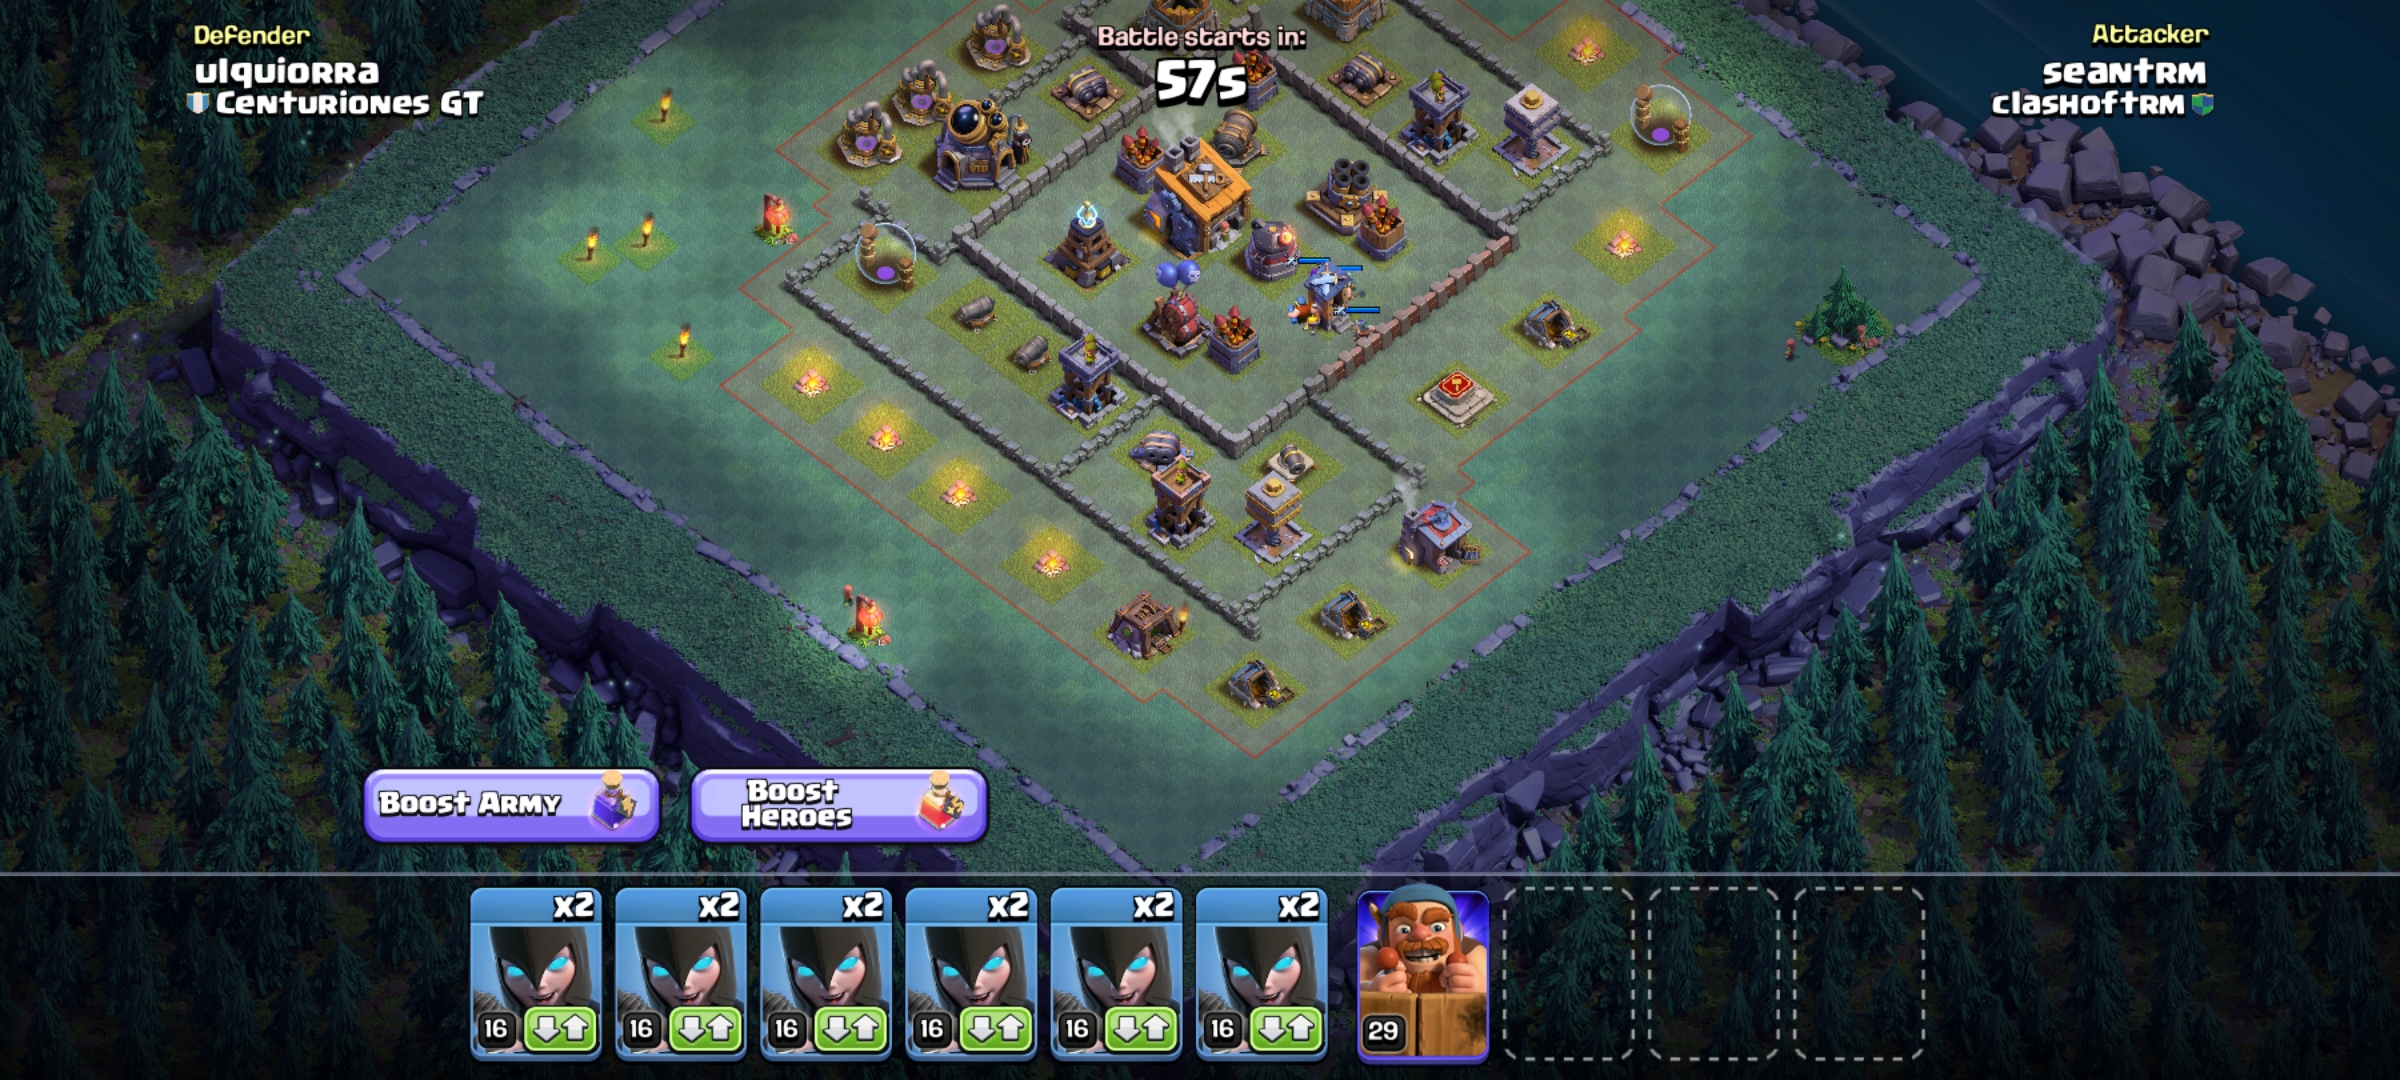 Defender
ulquiorra
Centuriones GT
Battle starts in:
57s
Attacker
seantrm
clashoftrm
Boost Army
Boost
Heroes
x2 x2 x2 x2 x2 x2
16 16 16 16 16 16 29